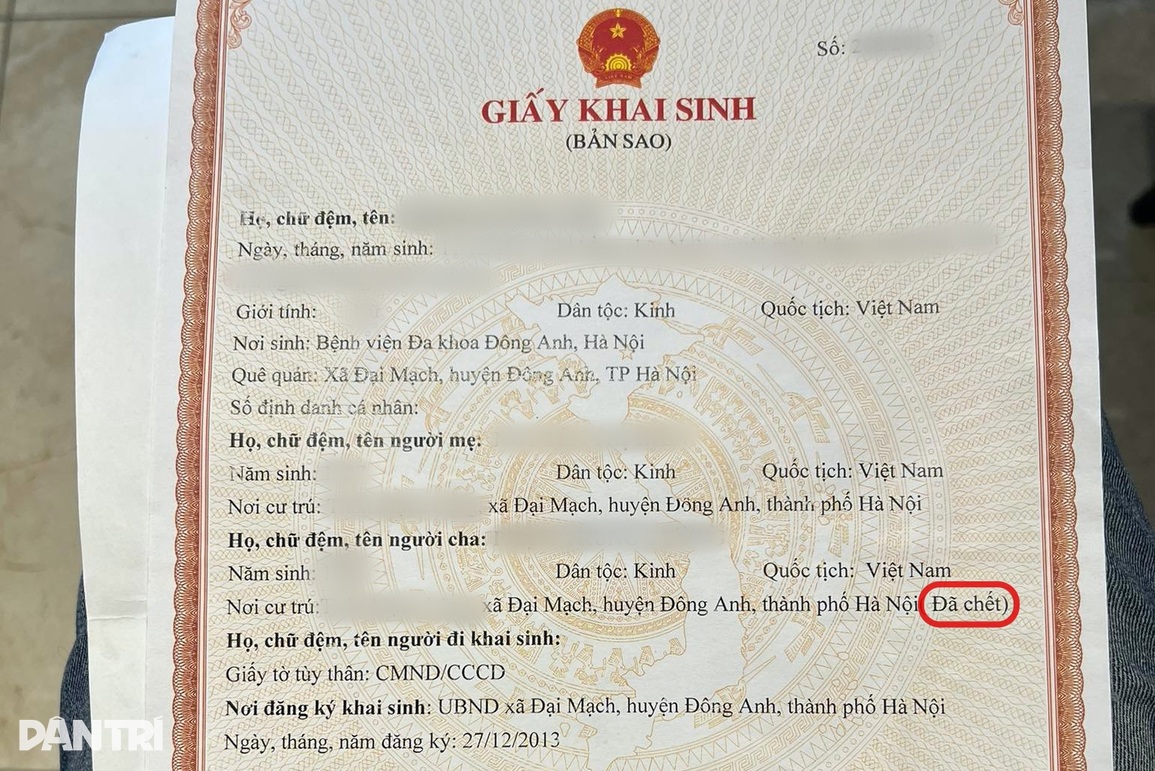 Số:
GIẤY KHAI SINH
(BẢN SAO)
Họ, chữ đệm, tên:
Ngày, tháng, năm sinh:
Giới tính: Dân tộc: Kinh Quốc tịch: Việt Nam
Nơi sinh: Bệnh viện Đa khoa Đông Anh, Hà Nội
Quê quán: Xã Đại Mạch, huyện Đông Anh, TP Hà Nội
Số định danh cá nhân:
Họ, chữ đệm, tên người mẹ:
Năm sinh: Dân tộc: Kinh Quốc tịch: Việt Nam
Nơi cư trú: xã Đại Mạch, huyện Đông Anh, thành phố Hà Nội
Họ, chữ đệm, tên người cha:
Năm sinh: Dân tộc: Kinh Quốc tịch: Việt Nam
Nơi cư trú: xã Đại Mạch, huyện Đông Anh, thành phố Hà Nội Đã chết)
Họ, chữ đệm, tên người đi khai sinh:
Giấy tờ tùy thân: CMND/CCCD
Nơi đăng ký khai sinh: UBND xã Đại Mạch, huyện Đông Anh, thành phố Hà Nội
Ngày, tháng, năm đăng ký: 27/12/2013
DÂN TRÍ